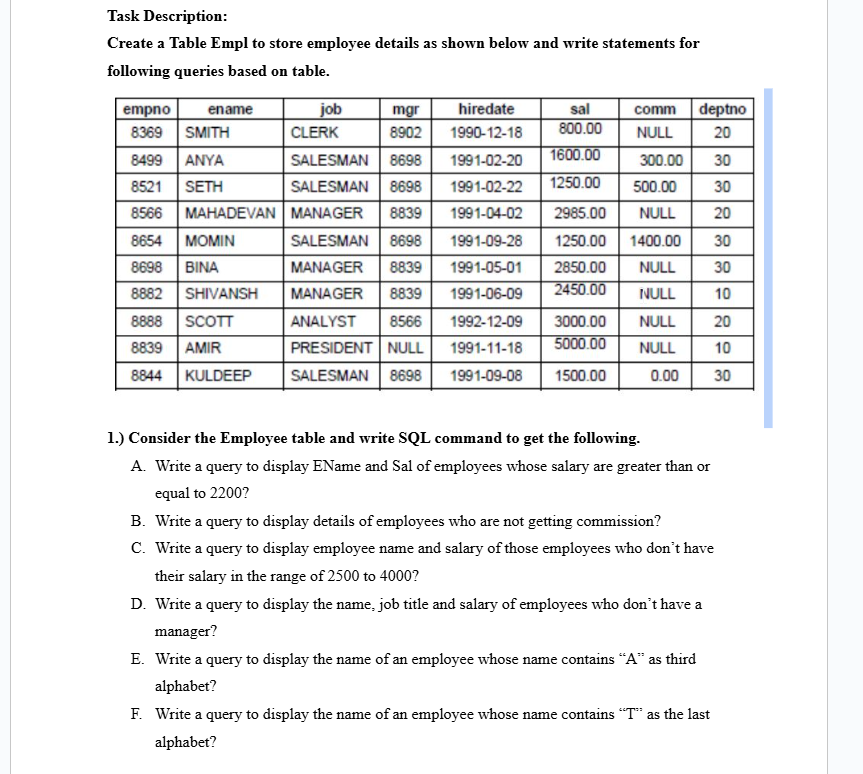 Task Description:
Create a Table Empl to store employee details as shown below and write statements for
following queries based on table.
empno ename job mgr hiredate sal comm deptno
8369 SMITH CLERK 8902 1990-12-18 800.00 NULL 20
8499 ANYA SALESMAN 8698 1991-02-20 1600.00 300.00 30
8521 SETH SALESMAN 8698 1991-02-22 1250.00 500.00 30
8566 MAHADEVAN MANAGER 8839 1991-04-02 2985.00 NULL 20
8654 MOMIN SALESMAN 8698 1991-09-28 1250.00 1400.00 30
8698 BINA MANAGER 8839 1991-05-01 2850.00 NULL 30
8882 SHIVANSH MANAGER 8839 1991-06-09 2450.00 NULL 10
8888 SCOTT ANALYST 8566 1992-12-09 3000.00 NULL 20
8839 AMIR PRESIDENT NULL 1991-11-18 5000.00 NULL 10
8844 KULDEEP SALESMAN 8698 1991-09-08 1500.00 0.00 30
1.) Consider the Employee table and write SQL command to get the following.
A. Write a query to display EName and Sal of employees whose salary are greater than or
equal to 2200?
B. Write a query to display details of employees who are not getting commission?
C. Write a query to display employee name and salary of those employees who don’t have
their salary in the range of 2500 to 4000?
D. Write a query to display the name, job title and salary of employees who don’t have a
manager?
E. Write a query to display the name of an employee whose name contains “A” as third
alphabet?
F. Write a query to display the name of an employee whose name contains “T” as the last
alphabet?